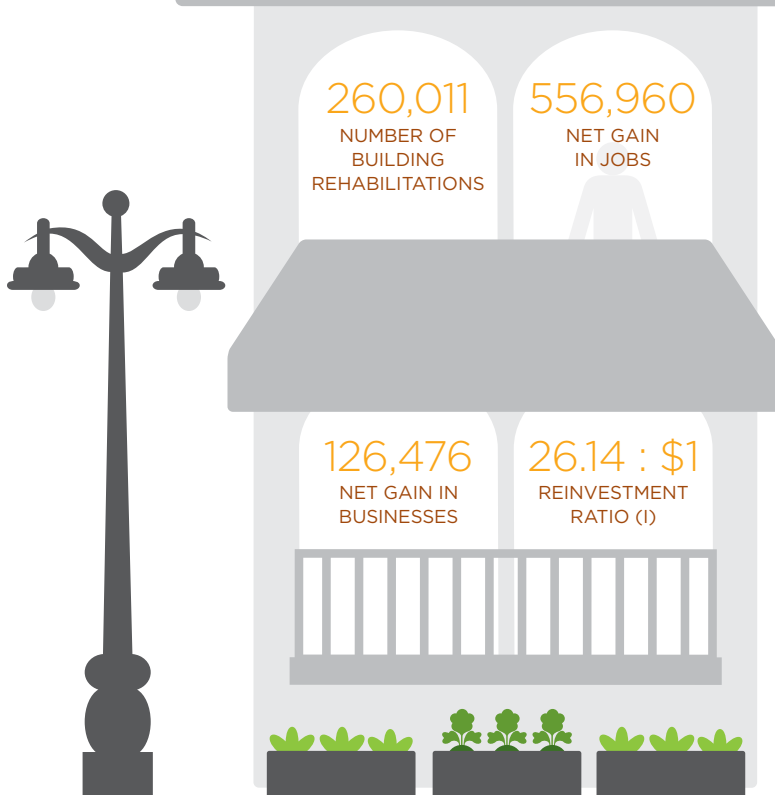 260,011
NUMBER OF
BUILDING
REHABILITATIONS
556,960
NET GAIN
IN JOBS
126,476
NET GAIN IN
BUSINESSES
26.14 : $1
REINVESTMENT
RATIO (I)